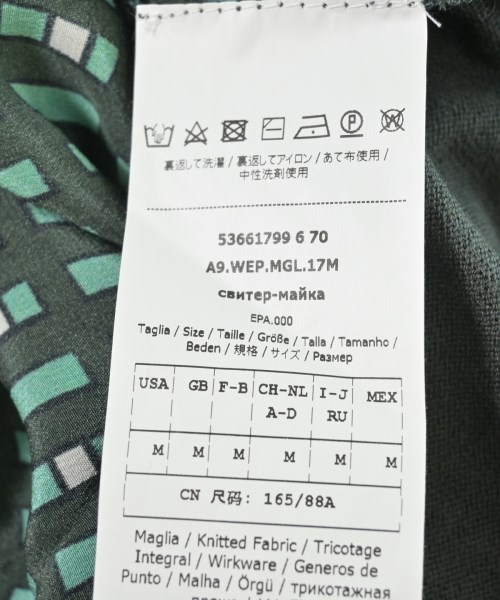 裏返して洗濯 / 裏返してアイロン / あて布使用 /
中性洗剤使用
53661799 6 70
A9.WEP.MGL.17M
свитер-майка
EPA.000
Taglia / Size / Taille / Größe / Talla / Tamanho /
Beden / 規格 / サイズ / Размер
USA GB F-B CH-NL I-J MEX
A-D RU
M M M M M M
CN 尺码: 165/88A
Maglia / Knitted Fabric / Tricotage
Integral / Wirkware / Generos de
Punto / Malha / Örgü / трикотажная